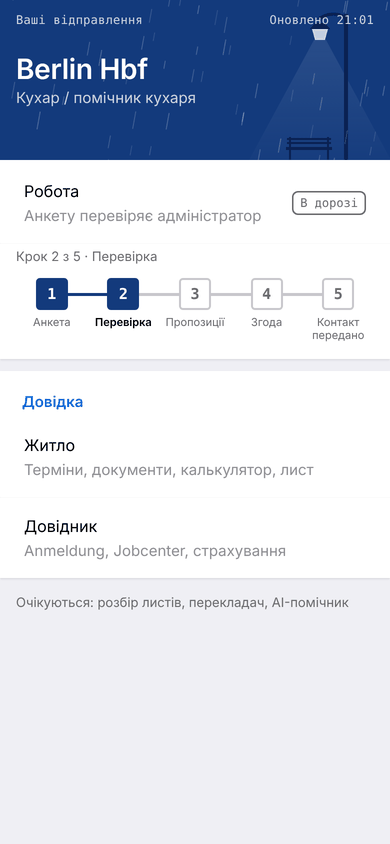 Ваші відправлення
Оновлено 21:01
Berlin Hbf
Кухар / помічник кухаря
Робота
Анкету перевіряє адміністратор
В дорозі
Крок 2 з 5 · Перевірка
1 2 3 4 5
Анкета Перевірка Пропозиції Згода Контакт
передано
Довідка
Житло
Терміни, документи, калькулятор, лист
Довідник
Anmeldung, Jobcenter, страхування
Очікуються: розбір листів, перекладач, AI-помічник